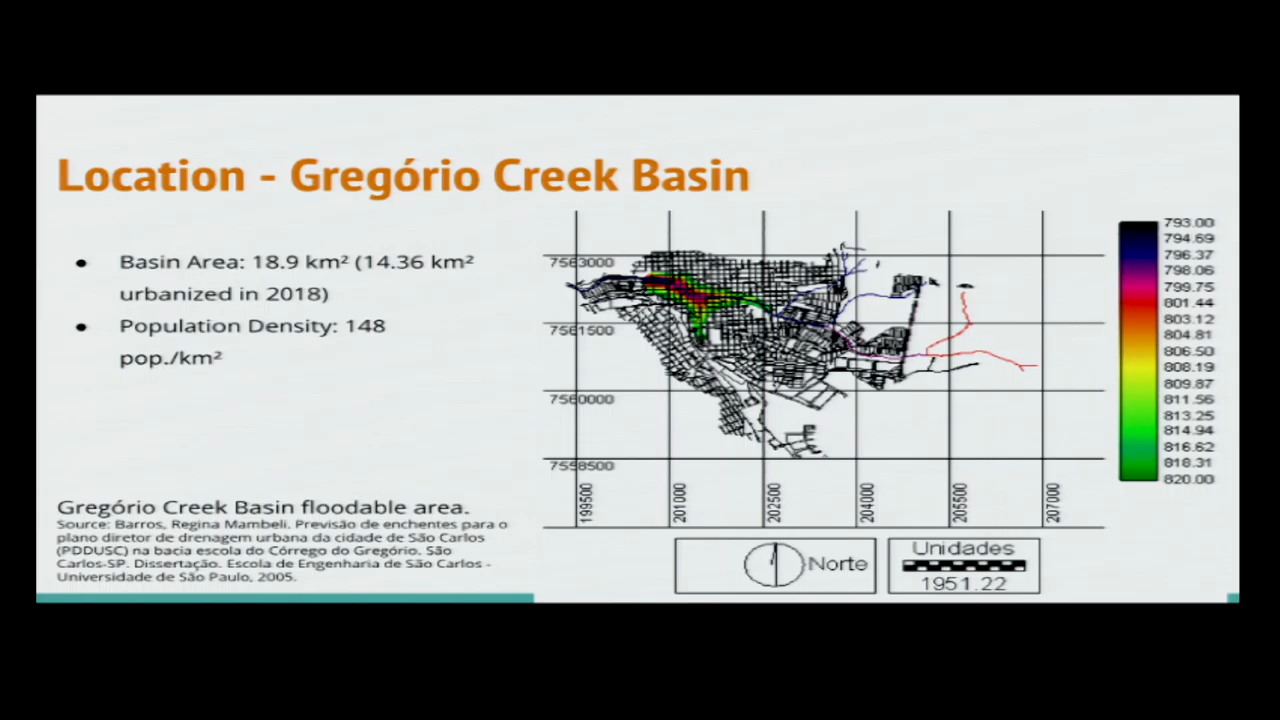 Location - Gregório Creek Basin
● Basin Area: 18.9 km² (14.36 km²
urbanized in 2018)
● Population Density: 148
pop./km²
Gregório Creek Basin floodable area.
Source: Barros, Regina Mambeli. Previsão de enchentes para o
plano diretor de drenagem urbana da cidade de São Carlos
(PDDUSC) na bacia escola do Córrego do Gregório. São
Carlos-SP. Dissertação. Escola de Engenharia de São Carlos -
Universidade de São Paulo, 2005.
7563000
7561500
7560000
7558500
199500
201000
202500
204000
205500
207000
Norte
Unidades
1951.22
793.00
794.69
796.37
798.06
799.75
801.44
803.12
804.81
806.50
808.19
809.87
811.56
813.25
814.94
816.62
818.31
820.00